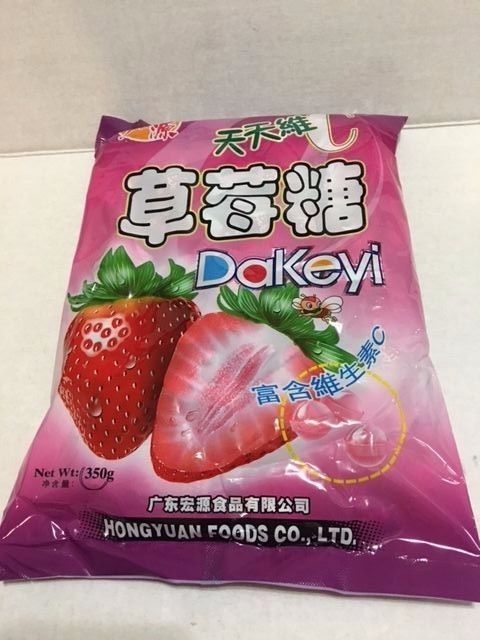 源
天天維C
草莓糖
DaKeyi
富含維生素C
Net Wt: 350g
净含量:
广东宏源食品有限公司
HONGYUAN FOODS CO., LTD.